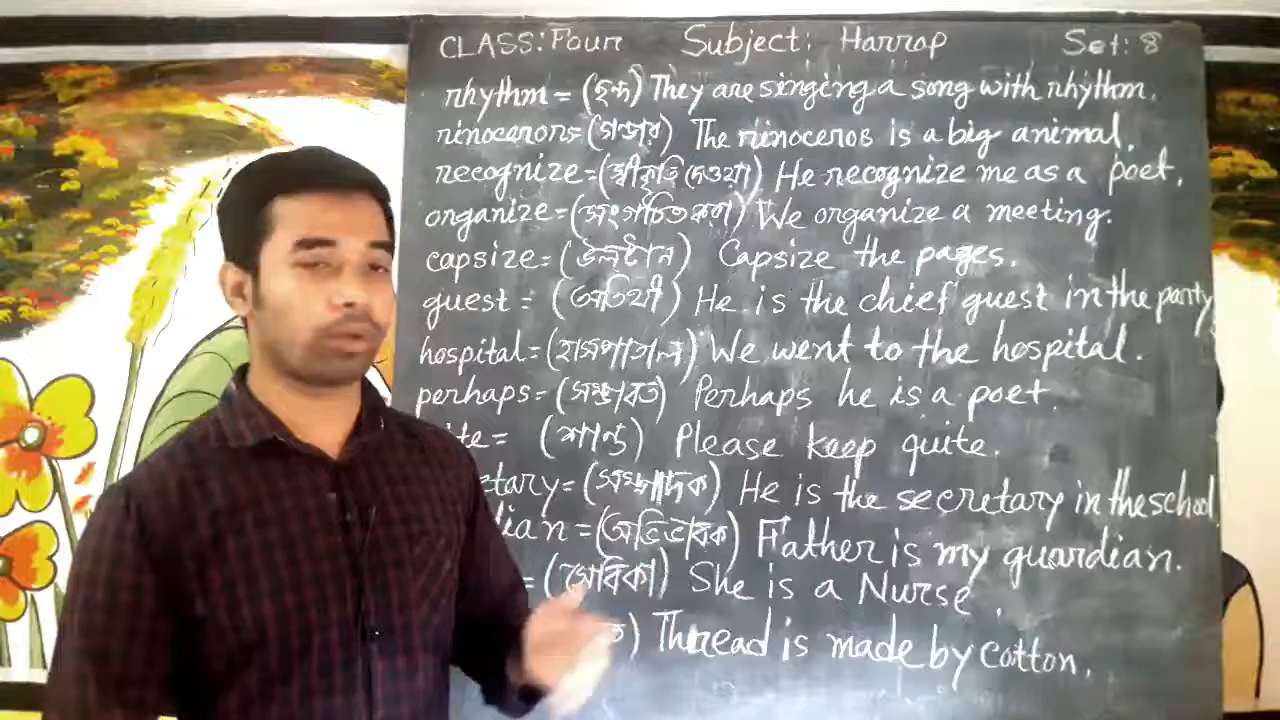 CLASS: Four Subject: Harrap Set: 8
rhythm = (ছন্দ) They are singing a song with rhythm.
rinoceros = (গন্ডার) The rinoceros is a big animal.
recognize = (স্বীকৃতি দেওয়া) He recognize me as a poet.
organize = (সংগঠিত করা) We organize a meeting.
capsize = (উল্টান) Capsize the pages.
guest = (অতিথী) He is the chief guest in the party
hospital = (হাসপাতাল) We went to the hospital.
perhaps = (সম্ভবত) Perhaps he is a poet.
ite = (শান্ত) Please keep quite.
etary = (সম্পাদক) He is the secretary in the school.
dian = (অভিভাবক) Father is my guardian.
= (সেবিকা) She is a Nurse.
) Thread is made by cotton.